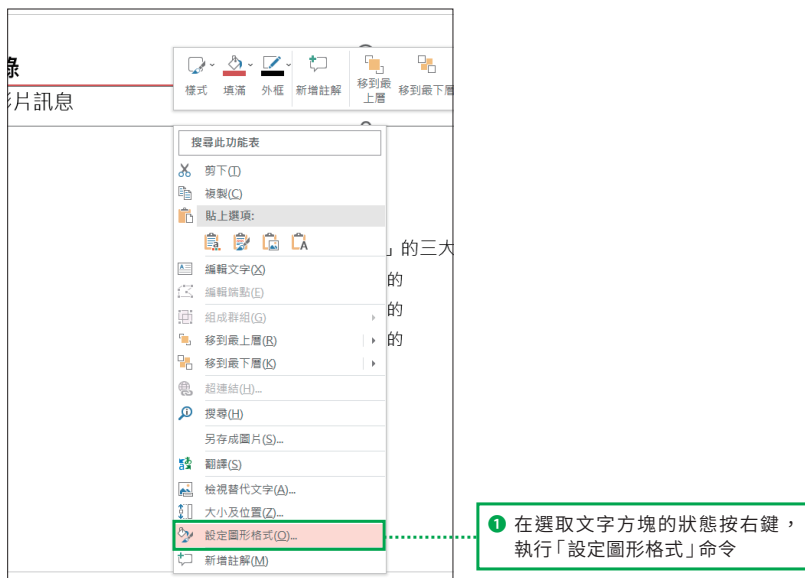 錄
影片訊息
樣式 填滿 外框 新增註解 移到最上層 移到最下層
搜尋此功能表
剪下(T)
複製(C)
貼上選項:
編輯文字(X)
」的三大
的
編輯端點(E)
的
組成群組(G)
移到最上層(R)
的
移到最下層(K)
超連結(H)...
搜尋(H)
另存成圖片(S)...
翻譯(S)
檢視替代文字(A)...
大小及位置(Z)...
設定圖形格式(O)...
新增註解(M)
❶ 在選取文字方塊的狀態按右鍵，
執行「設定圖形格式」命令